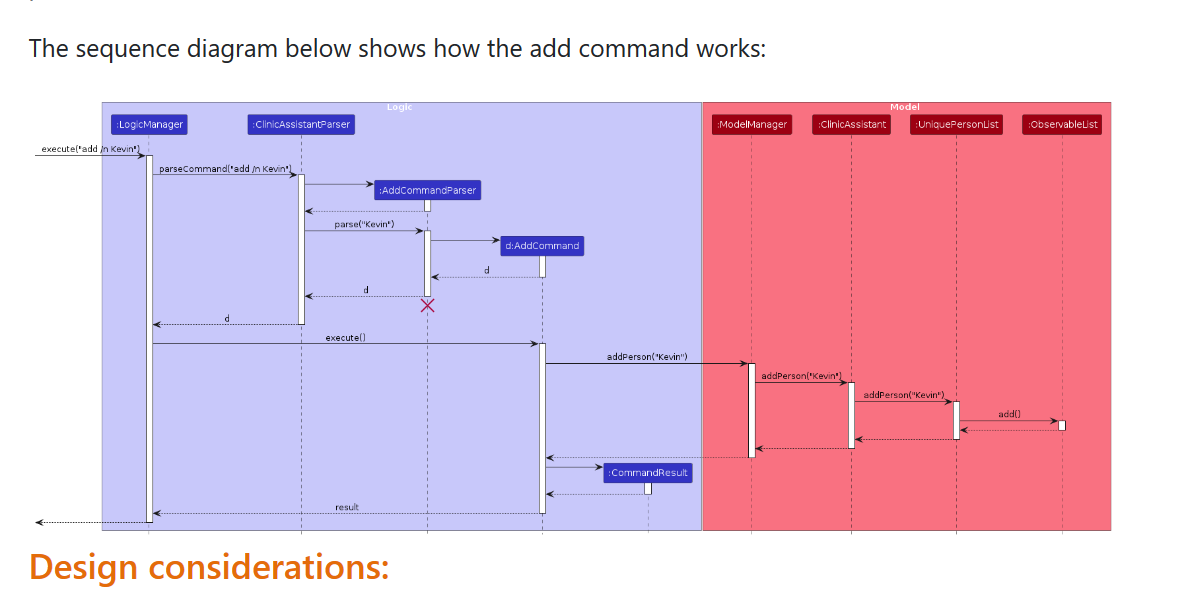 The sequence diagram below shows how the add command works:
Logic
Model
:LogicManager
:ClinicAssistantParser
:ModelManager
:ClinicAssistant
:UniquePersonList
:ObservableList
execute("add /n Kevin")
parseCommand("add /n Kevin")
:AddCommandParser
parse("Kevin")
d:AddCommand
d
d
d
execute()
addPerson("Kevin")
addPerson("Kevin")
addPerson("Kevin")
add()
:CommandResult
result
Design considerations: